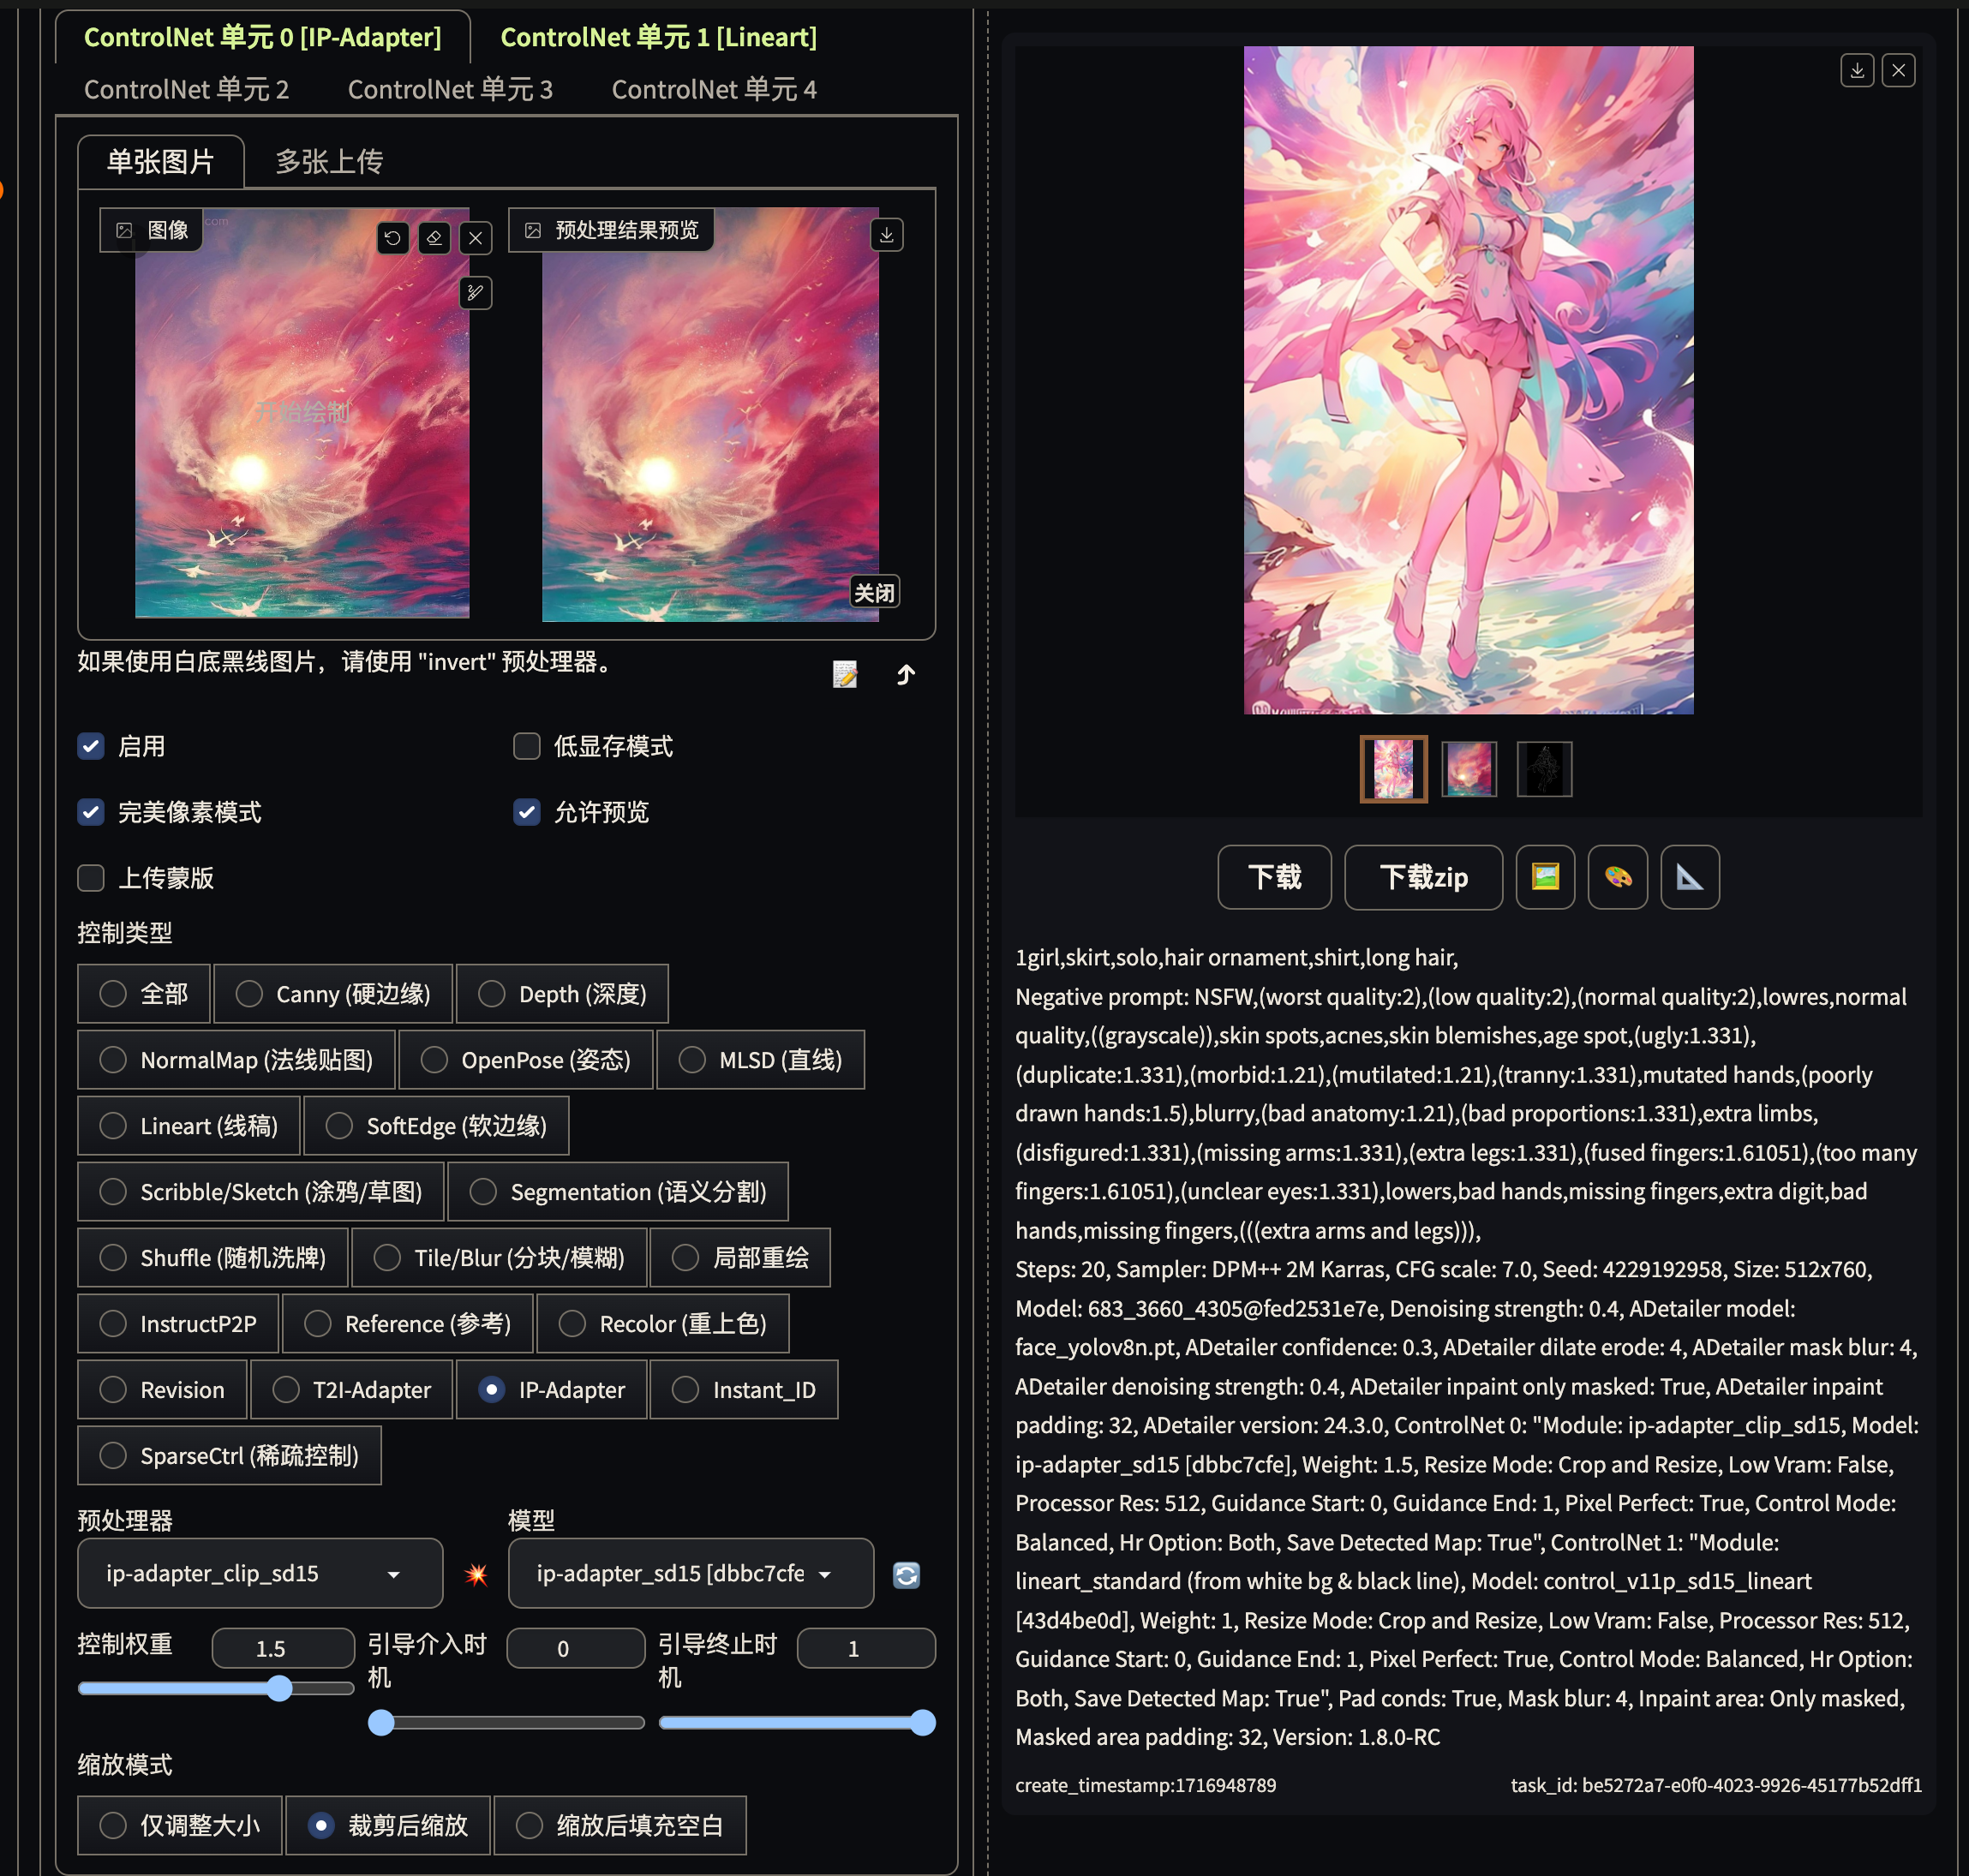 ControlNet 单元 0 [IP-Adapter]
ControlNet 单元 1 [Lineart]
ControlNet 单元 2
ControlNet 单元 3
ControlNet 单元 4
单张图片
多张上传
图像
com
预处理结果预览
开始绘制
关闭
如果使用白底黑线图片，请使用 "invert" 预处理器。
启用
低显存模式
完美像素模式
允许预览
上传蒙版
控制类型
全部
Canny (硬边缘)
Depth (深度)
NormalMap (法线贴图)
OpenPose (姿态)
MLSD (直线)
Lineart (线稿)
SoftEdge (软边缘)
Scribble/Sketch (涂鸦/草图)
Segmentation (语义分割)
Shuffle (随机洗牌)
Tile/Blur (分块/模糊)
局部重绘
InstructP2P
Reference (参考)
Recolor (重上色)
Revision
T2I-Adapter
IP-Adapter
Instant_ID
SparseCtrl (稀疏控制)
预处理器
模型
ip-adapter_clip_sd15
ip-adapter_sd15 [dbbc7cfe
控制权重
1.5
引导介入时
机
0
引导终止时
机
1
缩放模式
仅调整大小
裁剪后缩放
缩放后填充空白
下载
下载zip
1girl,skirt,solo,hair ornament,shirt,long hair,
Negative prompt: NSFW,(worst quality:2),(low quality:2),(normal quality:2),lowres,normal
quality,((grayscale)),skin spots,acnes,skin blemishes,age spot,(ugly:1.331),
(duplicate:1.331),(morbid:1.21),(mutilated:1.21),(tranny:1.331),mutated hands,(poorly
drawn hands:1.5),blurry,(bad anatomy:1.21),(bad proportions:1.331),extra limbs,
(disfigured:1.331),(missing arms:1.331),(extra legs:1.331),(fused fingers:1.61051),(too many
fingers:1.61051),(unclear eyes:1.331),lowers,bad hands,missing fingers,extra digit,bad
hands,missing fingers,(((extra arms and legs))),
Steps: 20, Sampler: DPM++ 2M Karras, CFG scale: 7.0, Seed: 4229192958, Size: 512x760,
Model: 683_3660_4305@fed2531e7e, Denoising strength: 0.4, ADetailer model:
face_yolov8n.pt, ADetailer confidence: 0.3, ADetailer dilate erode: 4, ADetailer mask blur: 4,
ADetailer denoising strength: 0.4, ADetailer inpaint only masked: True, ADetailer inpaint
padding: 32, ADetailer version: 24.3.0, ControlNet 0: "Module: ip-adapter_clip_sd15, Model:
ip-adapter_sd15 [dbbc7cfe], Weight: 1.5, Resize Mode: Crop and Resize, Low Vram: False,
Processor Res: 512, Guidance Start: 0, Guidance End: 1, Pixel Perfect: True, Control Mode:
Balanced, Hr Option: Both, Save Detected Map: True", ControlNet 1: "Module:
lineart_standard (from white bg & black line), Model: control_v11p_sd15_lineart
[43d4be0d], Weight: 1, Resize Mode: Crop and Resize, Low Vram: False, Processor Res: 512,
Guidance Start: 0, Guidance End: 1, Pixel Perfect: True, Control Mode: Balanced, Hr Option:
Both, Save Detected Map: True", Pad conds: True, Mask blur: 4, Inpaint area: Only masked,
Masked area padding: 32, Version: 1.8.0-RC
create_timestamp:1716948789
task_id: be5272a7-e0f0-4023-9926-45177b52dff1